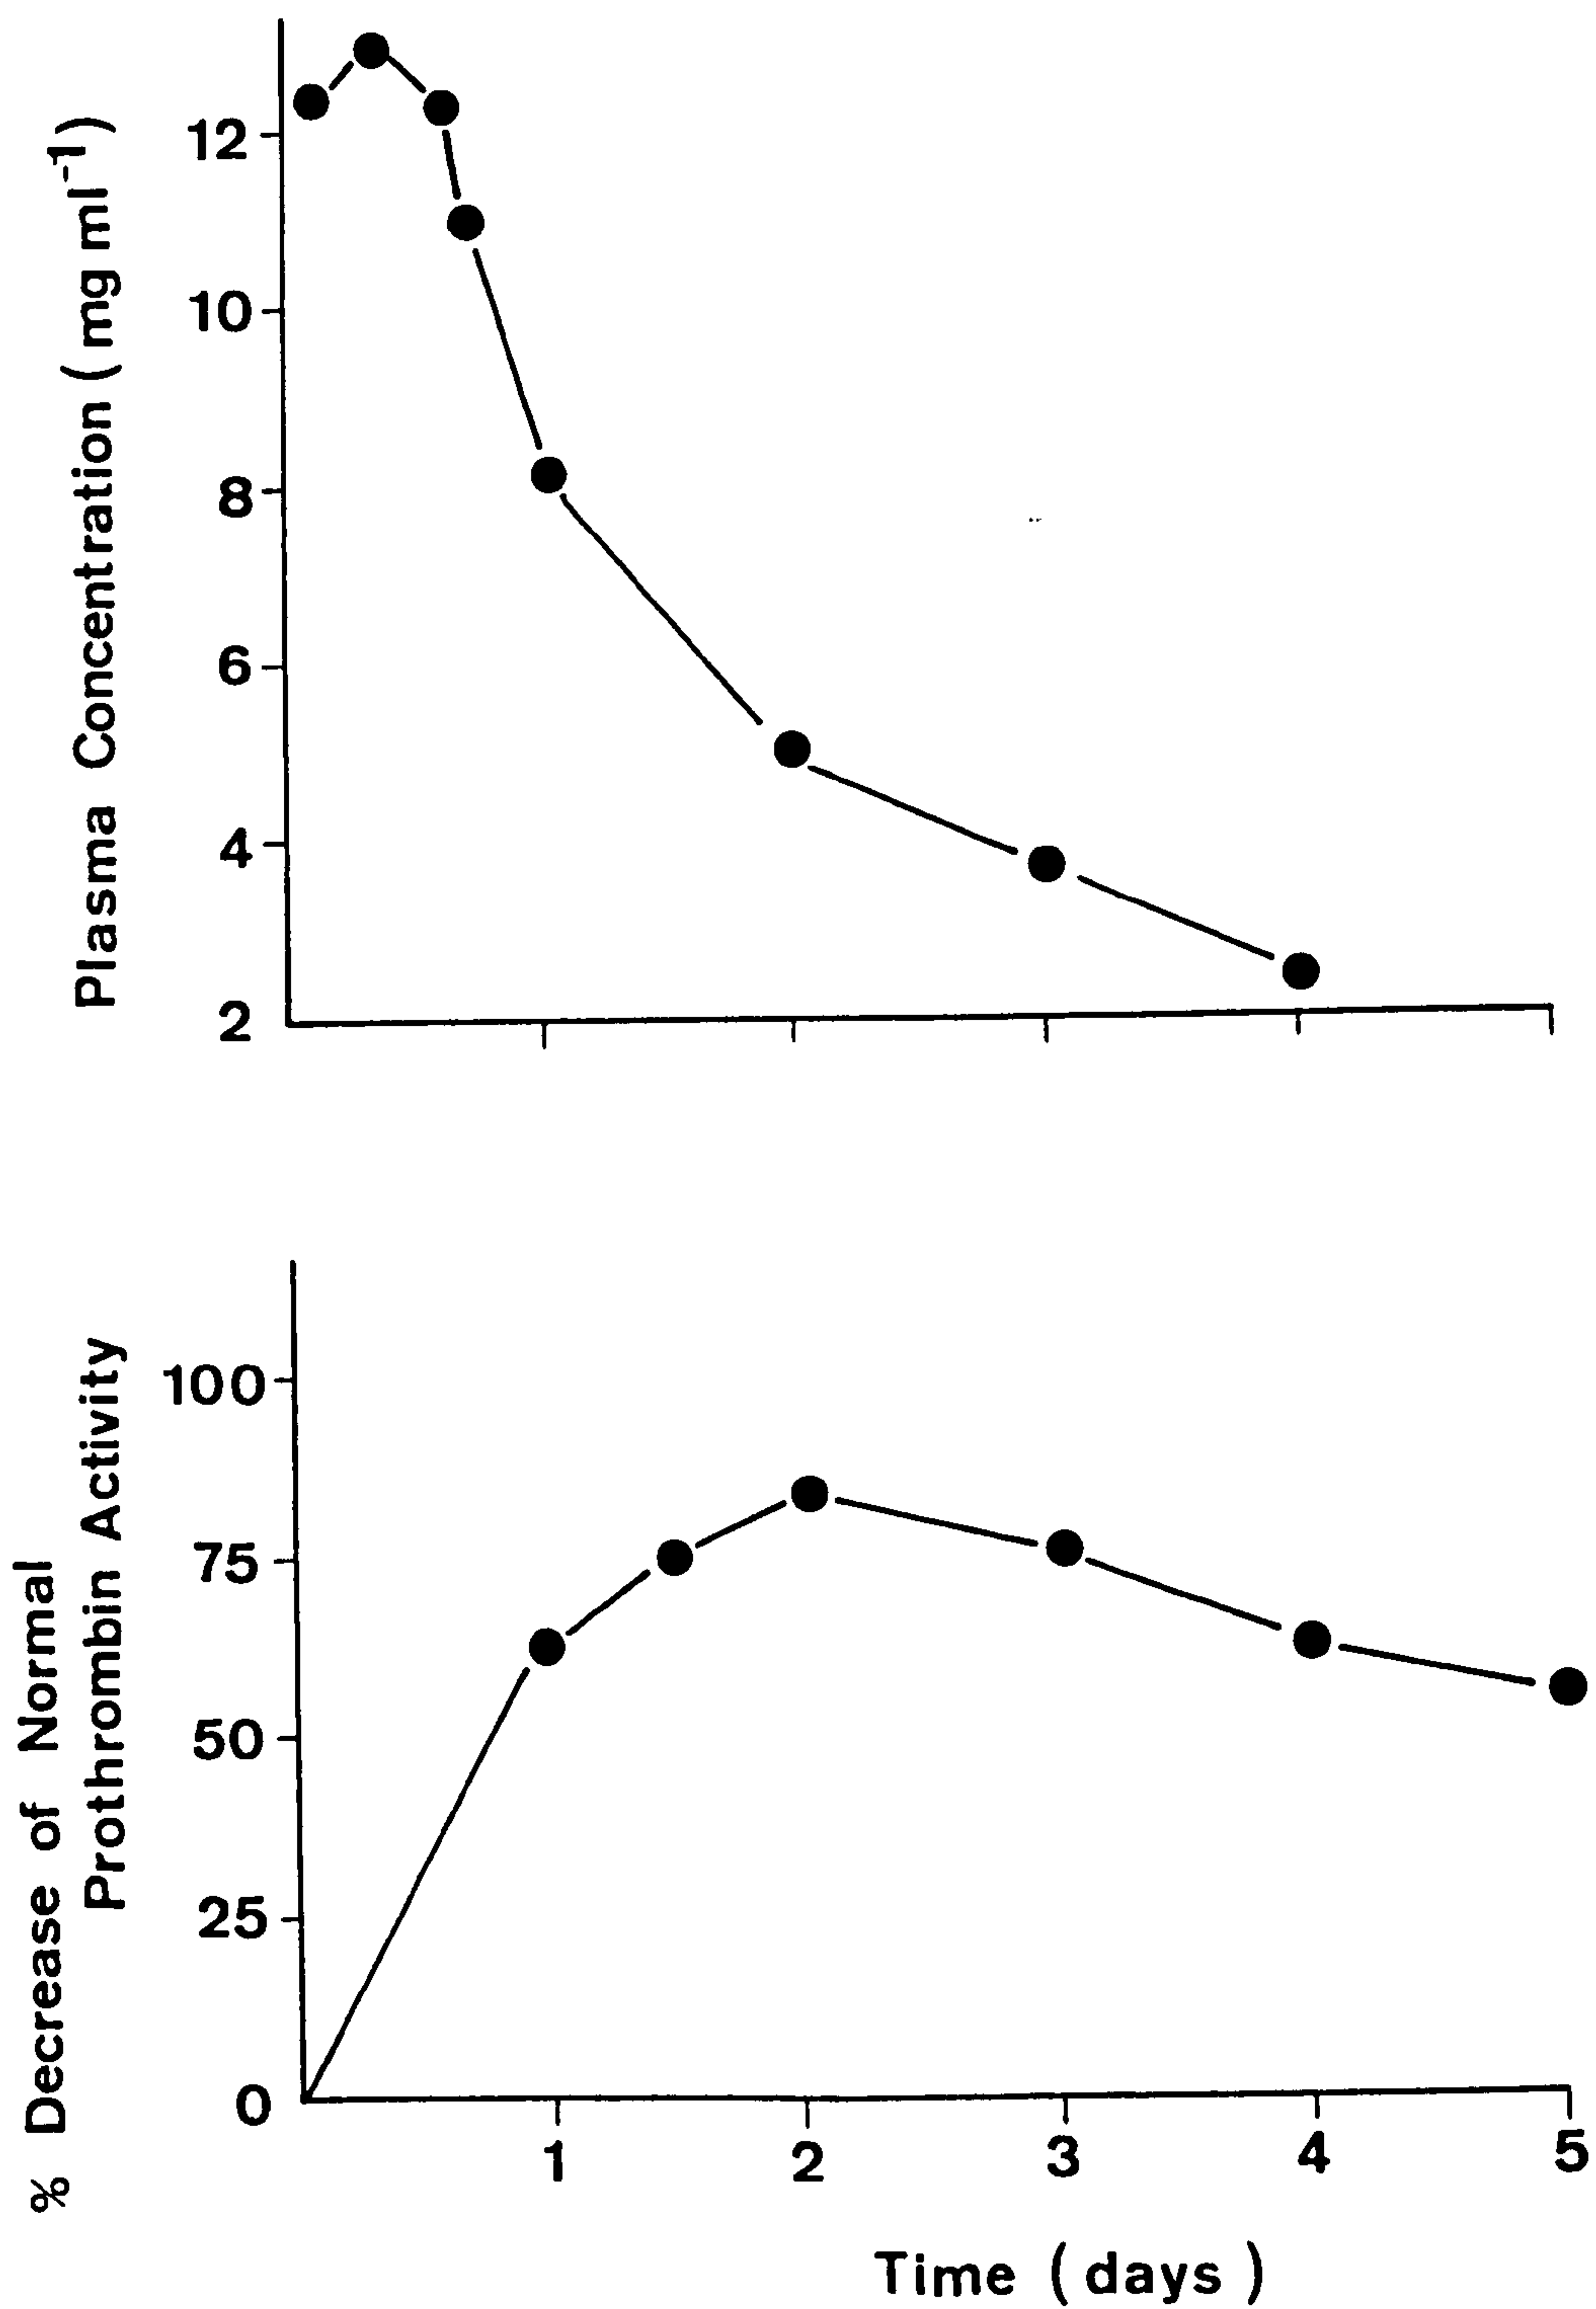 Plasma Concentration (mg ml⁻¹)
12
10
8
6
4
2
% Decrease of Normal
Prothrombin Activity
100
75
50
25
0
1 2 3 4 5
Time (days)